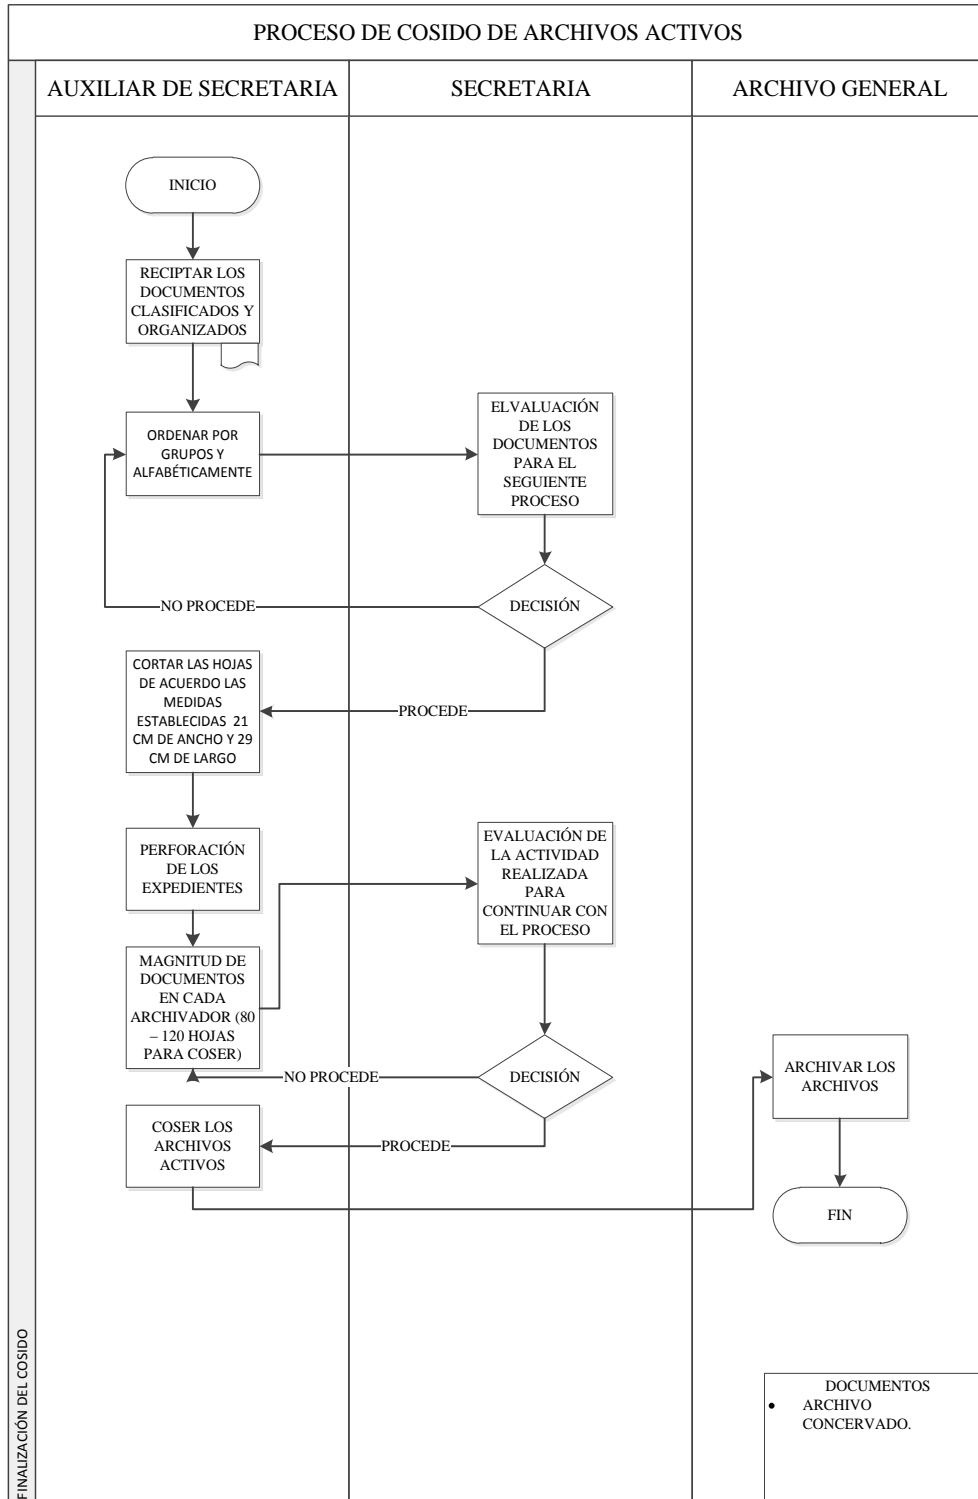 PROCESO DE COSIDO DE ARCHIVOS ACTIVOS
AUXILIAR DE SECRETARIA
SECRETARIA
ARCHIVO GENERAL
INICIO
RECIPTAR LOS
DOCUMENTOS
CLASIFICADOS Y
ORGANIZADOS
ORDENAR POR
GRUPOS Y
ALFABÉTICAMENTE
ELVALUACIÓN
DE LOS
DOCUMENTOS
PARA EL
SEGUIENTE
PROCESO
DECISIÓN
NO PROCEDE
PROCEDE
CORTAR LAS HOJAS
DE ACUERDO LAS
MEDIDAS
ESTABLECIDAS 21
CM DE ANCHO Y 29
CM DE LARGO
PERFORACIÓN
DE LOS
EXPEDIENTES
MAGNITUD DE
DOCUMENTOS
EN CADA
ARCHIVADOR (80
– 120 HOJAS
PARA COSER)
EVALUACIÓN DE
LA ACTIVIDAD
REALIZADA
PARA
CONTINUAR CON
EL PROCESO
DECISIÓN
NO PROCEDE
PROCEDE
COSER LOS
ARCHIVOS
ACTIVOS
ARCHIVAR LOS
ARCHIVOS
FIN
FINALIZACIÓN DEL COSIDO
DOCUMENTOS
• ARCHIVO
CONCERVADO.